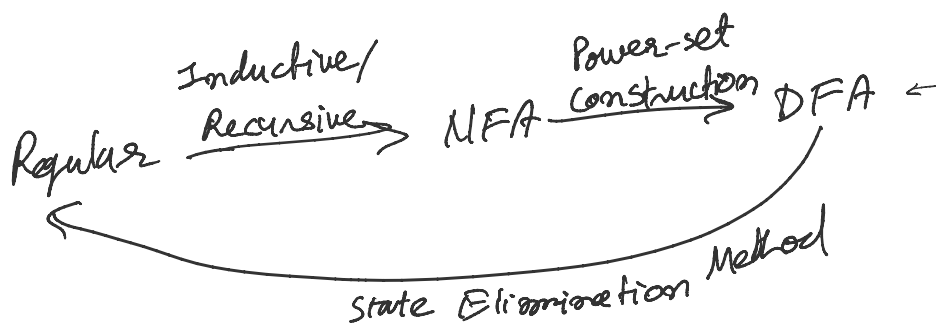 Inductive/
Recursive
Power-set
Construction
Regular
NFA
DFA
State Elimination Method